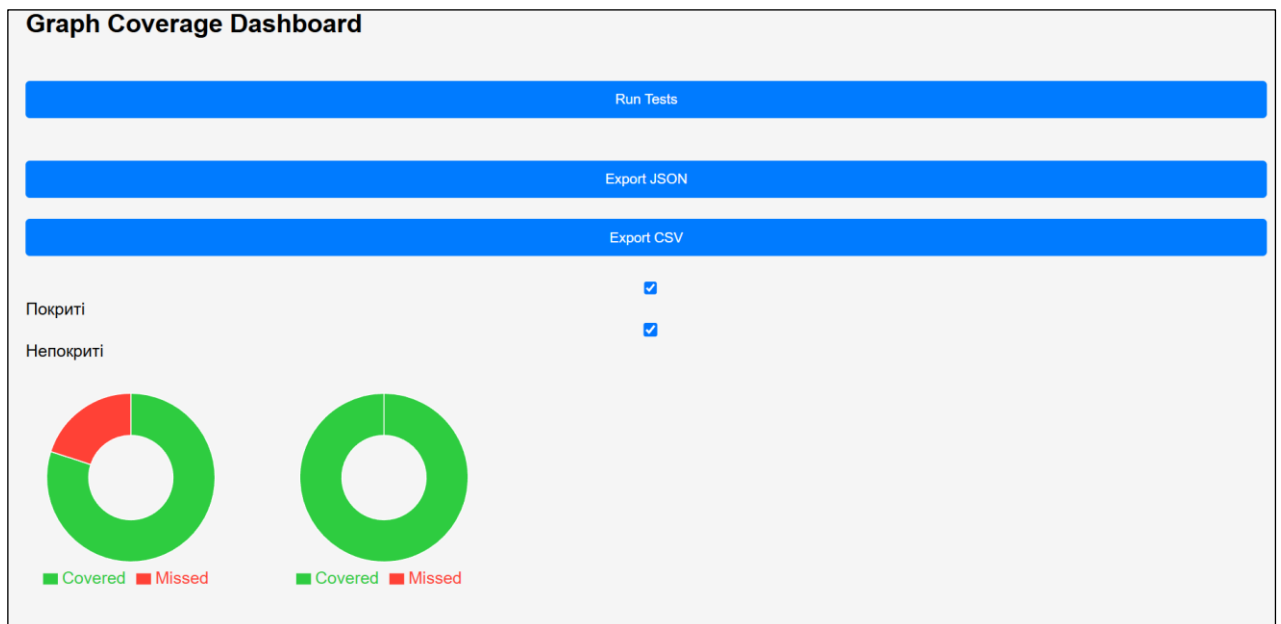 Graph Coverage Dashboard
Run Tests
Export JSON
Export CSV
Покриті
Непокриті
Covered Missed Covered Missed